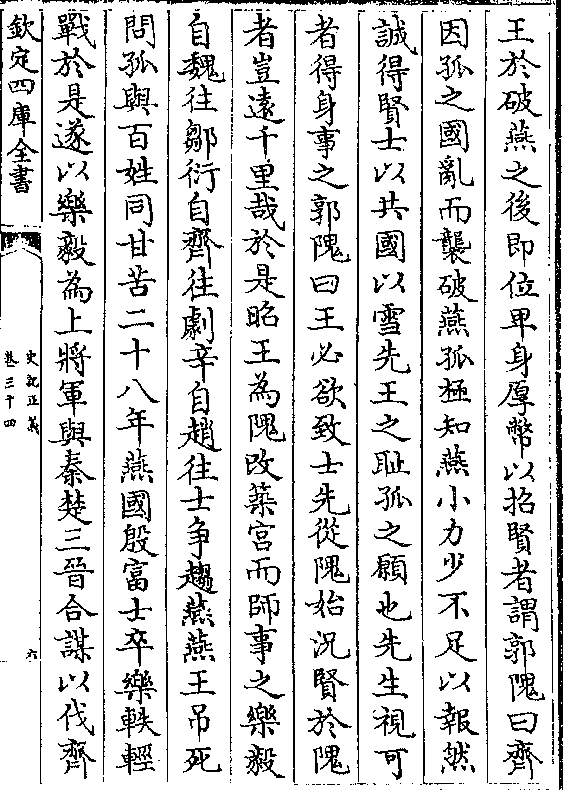 王於破燕之後即位卑身厚幣以招賢者謂郭隗曰齊
因孤之國亂而襲破燕孤極知燕小力少不足以報然
誠得賢士以共國以雪先王之耻孤之願也先生視可
者得身事之郭隗曰王必欲致士先從隗始況賢於隗
者豈遠千里哉於是昭王為隗改築宫而師事之樂毅
自魏往鄒衍自齊往劇辛自趙往士争趨燕燕王吊死
問孤與百姓同甘苦二十八年燕國殷富士卒樂軼輕
戰於是遂以樂毅為上將軍與秦楚三晉合謀以伐齊
欽定四庫全書
史記正義
卷三十四
六